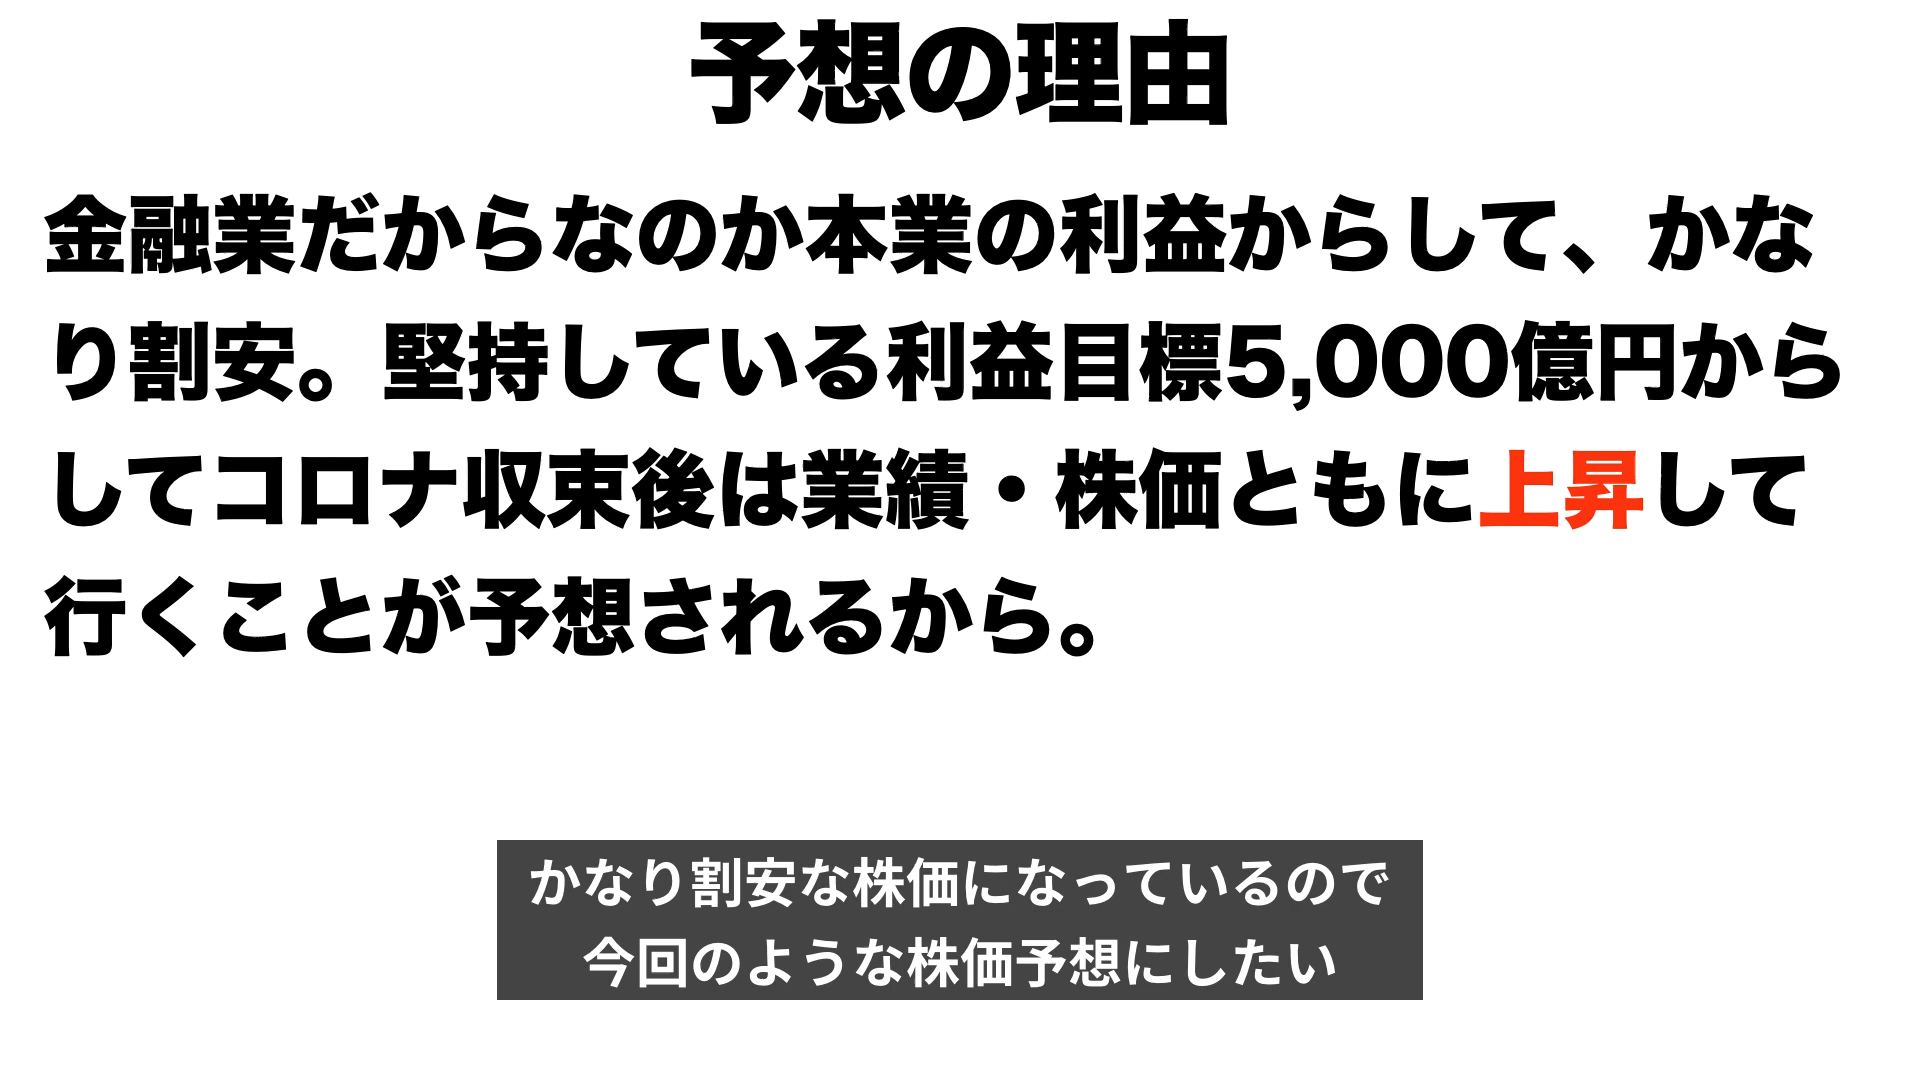 予想の理由
金融業だからなのか本業の利益からして、かな
り割安。堅持している利益目標5,000億円から
してコロナ収束後は業績・株価ともに上昇して
行くことが予想されるから。
かなり割安な株価になっているので
今回のような株価予想にしたい